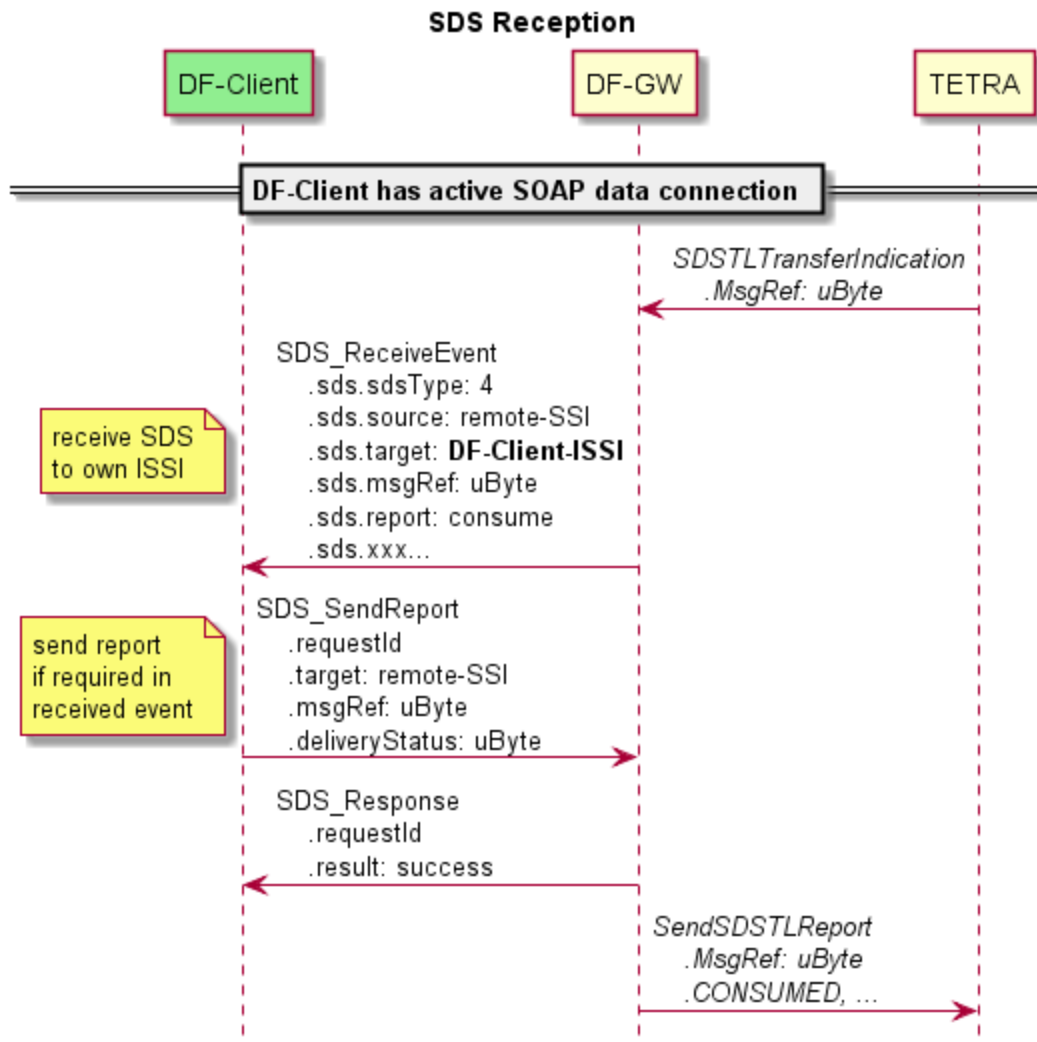 SDS Reception
DF-Client
DF-GW
TETRA
DF-Client has active SOAP data connection
SDSTLTransferIndication
.MsgRef: uByte
SDS_ReceiveEvent
.sds.sdsType: 4
.sds.source: remote-SSI
.sds.target: DF-Client-ISSI
.sds.msgRef: uByte
.sds.report: consume
.sds.xxx...
receive SDS
to own ISSI
SDS_SendReport
.requestId
.target: remote-SSI
.msgRef: uByte
.deliveryStatus: uByte
send report
if required in
received event
SDS_Response
.requestId
.result: success
SendSDSTLReport
.MsgRef: uByte
.CONSUMED, ...